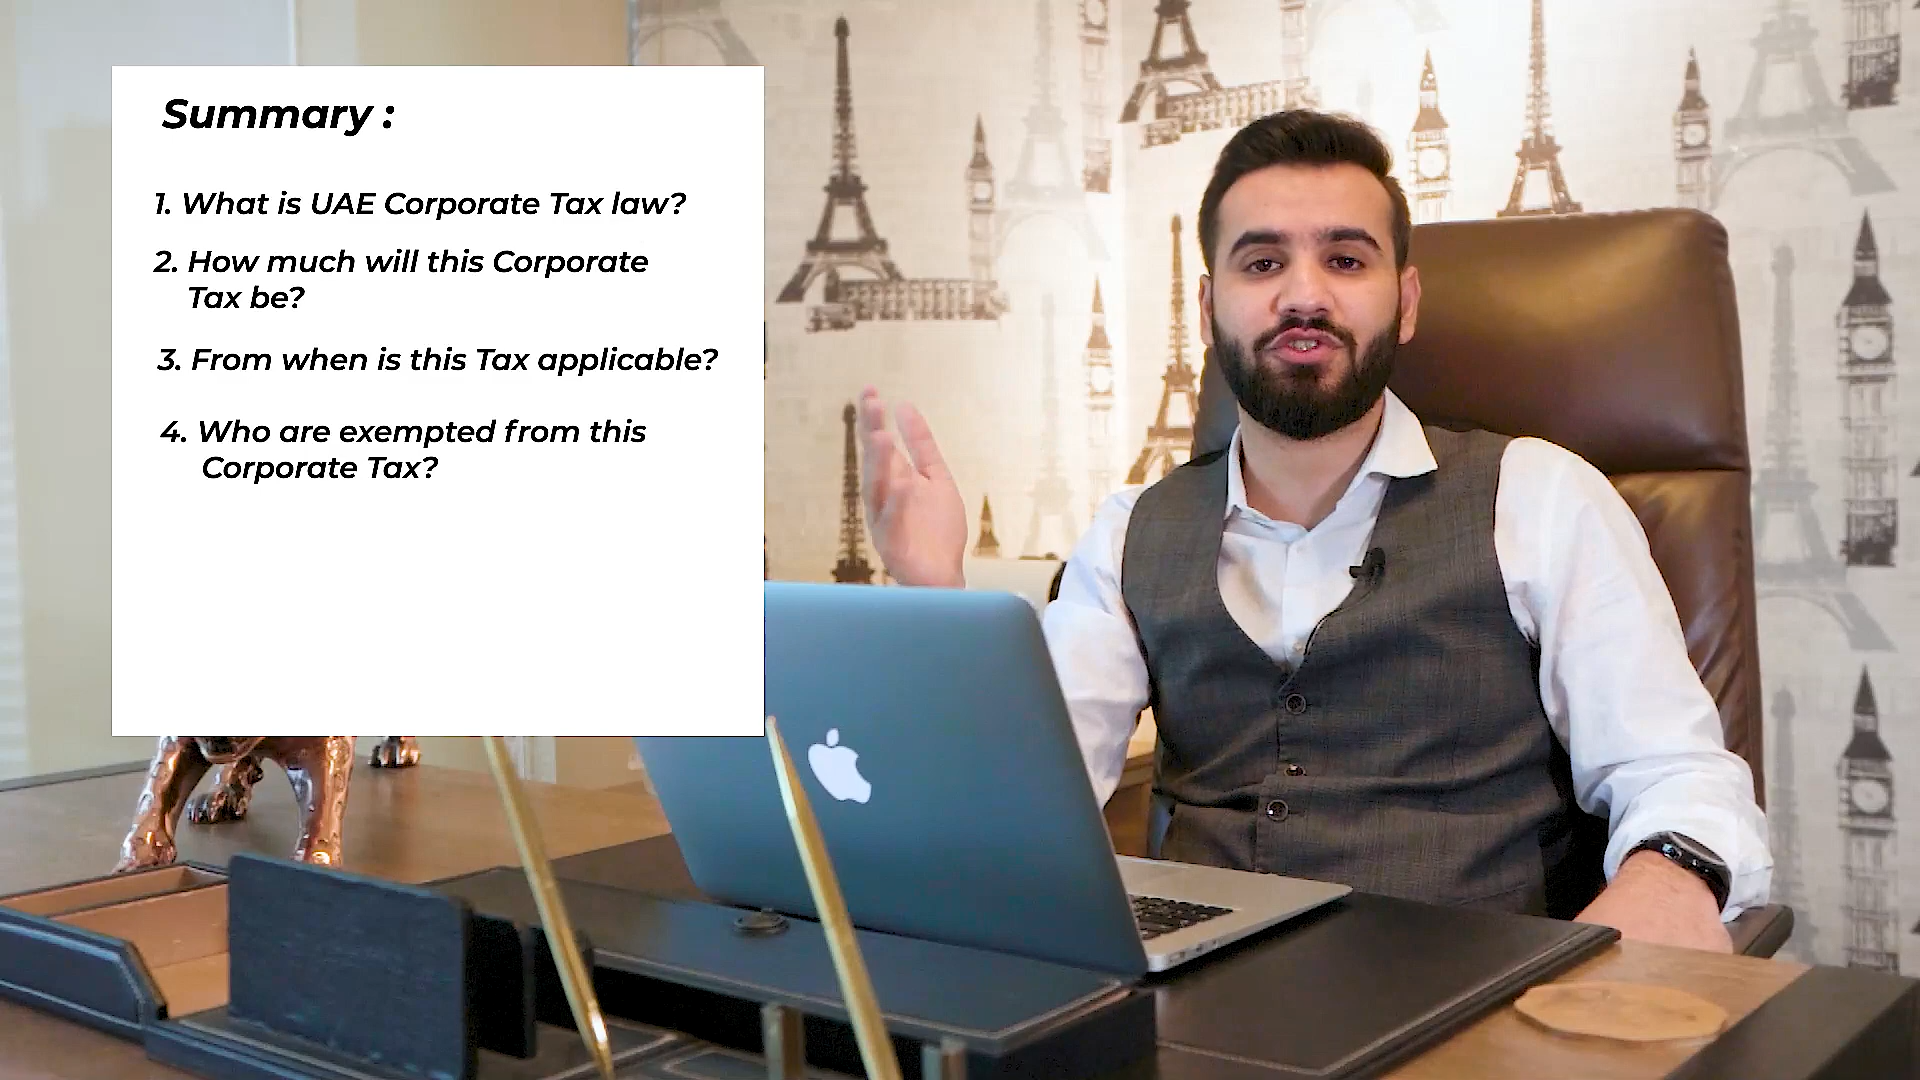 Summary :
1. What is UAE Corporate Tax law?
2. How much will this Corporate
Tax be?
3. From when is this Tax applicable?
4. Who are exempted from this
Corporate Tax?